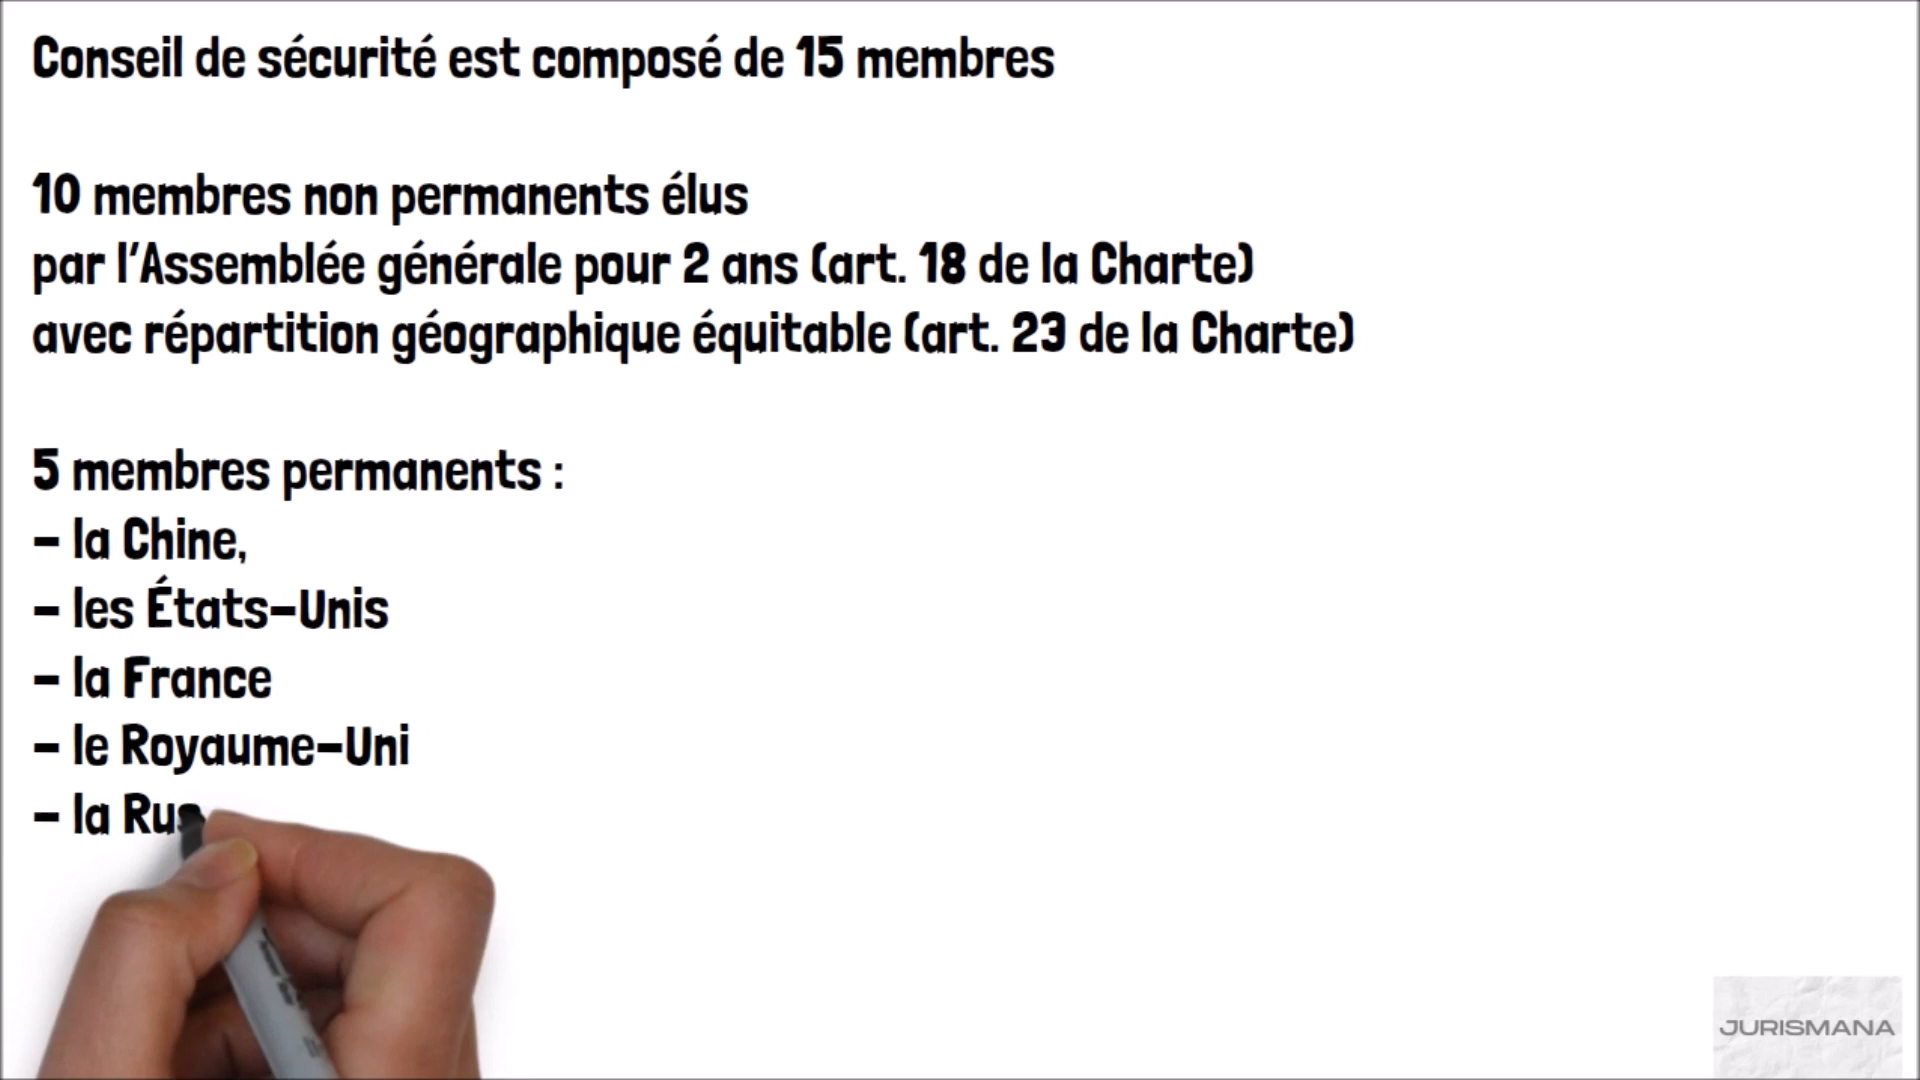 Conseil de sécurité est composé de 15 membres
10 membres non permanents élus
par l'Assemblée générale pour 2 ans (art. 18 de la Charte)
avec répartition géographique équitable (art. 23 de la Charte)
5 membres permanents :
– la Chine,
– les États–Unis
– la France
– le Royaume–Uni
– la Rus
JURISMANA